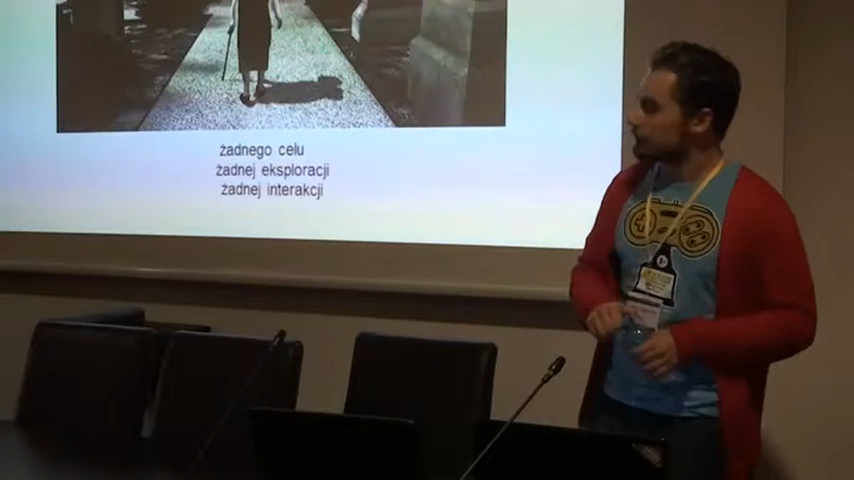 żadnego celu
żadnej eksploracji
żadnej interakcji